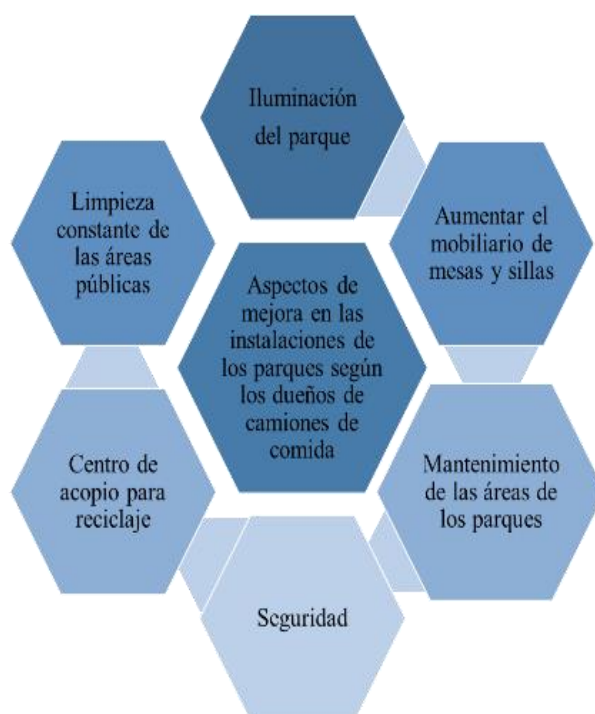 Iluminación
del parque
Limpieza
constante de
las áreas
públicas
Aumentar el
mobiliario de
mesas y sillas
Aspectos de
mejora en las
instalaciones de
los parques según
los dueños de
camiones de
comida
Centro de
acopio para
reciclaje
Mantenimiento
de las áreas de
los parques
Seguridad